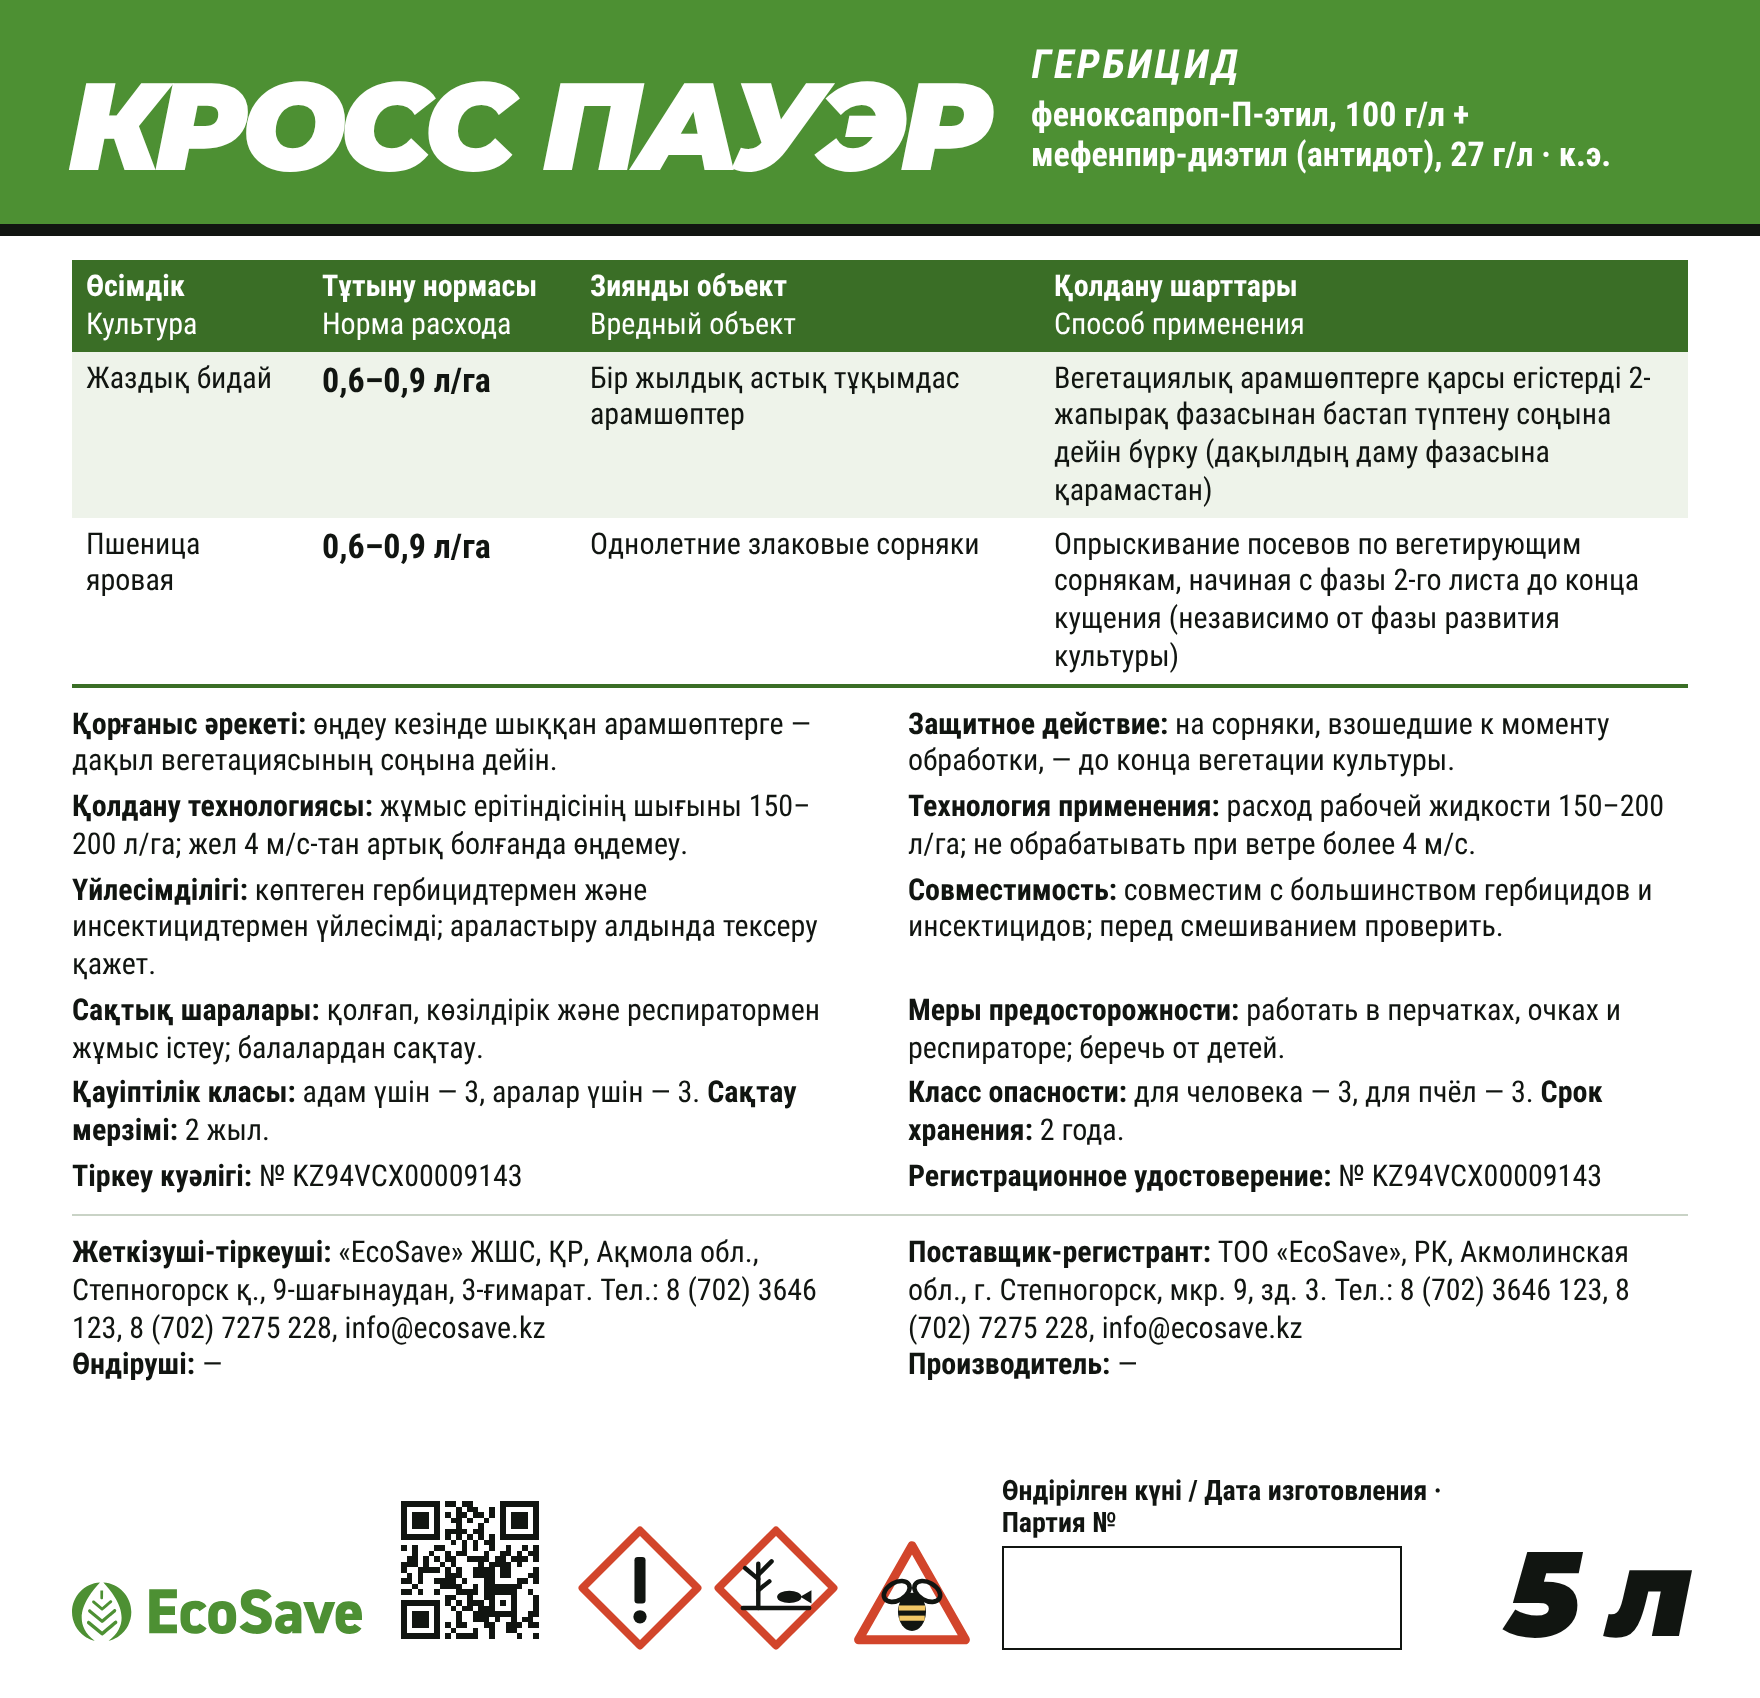 КРОСС ПАУЭР
ГЕРБИЦИД
феноксапроп-П-этил, 100 г/л +
мефенпир-диэтил (антидот), 27 г/л · к.э.
Өсімдік
Культура
Тұтыну нормасы
Норма расхода
Зиянды объект
Вредный объект
Қолдану шарттары
Способ применения
Жаздық бидай
0,6–0,9 л/га
Бір жылдық астық тұқымдас
арамшөптер
Вегетациялық арамшөптерге қарсы егістерді 2-
жапырақ фазасынан бастап түптену соңына
дейін бүрку (дақылдың даму фазасына
қарамастан)
Пшеница
яровая
0,6–0,9 л/га
Однолетние злаковые сорняки
Опрыскивание посевов по вегетирующим
сорнякам, начиная с фазы 2-го листа до конца
кущения (независимо от фазы развития
культуры)
Қорғаныс әрекеті: өңдеу кезінде шыққан арамшөптерге —
дақыл вегетациясының соңына дейін.
Қолдану технологиясы: жұмыс ерітіндісінің шығыны 150–
200 л/га; жел 4 м/с-тан артық болғанда өңдемеу.
Үйлесімділігі: көптеген гербицидтермен және
инсектицидтермен үйлесімді; араластыру алдында тексеру
қажет.
Сақтық шаралары: қолғап, көзілдірік және респиратормен
жұмыс істеу; балалардан сақтау.
Қауіптілік класы: адам үшін — 3, аралар үшін — 3. Сақтау
мерзімі: 2 жыл.
Тіркеу куәлігі: № KZ94VCX00009143
Защитное действие: на сорняки, взошедшие к моменту
обработки, — до конца вегетации культуры.
Технология применения: расход рабочей жидкости 150–200
л/га; не обрабатывать при ветре более 4 м/с.
Совместимость: совместим с большинством гербицидов и
инсектицидов; перед смешиванием проверить.
Меры предосторожности: работать в перчатках, очках и
респираторе; беречь от детей.
Класс опасности: для человека — 3, для пчёл — 3. Срок
хранения: 2 года.
Регистрационное удостоверение: № KZ94VCX00009143
Жеткізуші-тіркеуші: «EcoSave» ЖШС, ҚР, Ақмола обл.,
Степногорск қ., 9-шағынаудан, 3-ғимарат. Тел.: 8 (702) 3646
123, 8 (702) 7275 228, info@ecosave.kz
Өндіруші: —
Поставщик-регистрант: ТОО «EcoSave», РК, Акмолинская
обл., г. Степногорск, мкр. 9, зд. 3. Тел.: 8 (702) 3646 123, 8
(702) 7275 228, info@ecosave.kz
Производитель: —
EcoSave
Өндірілген күні / Дата изготовления ·
Партия №
5 л